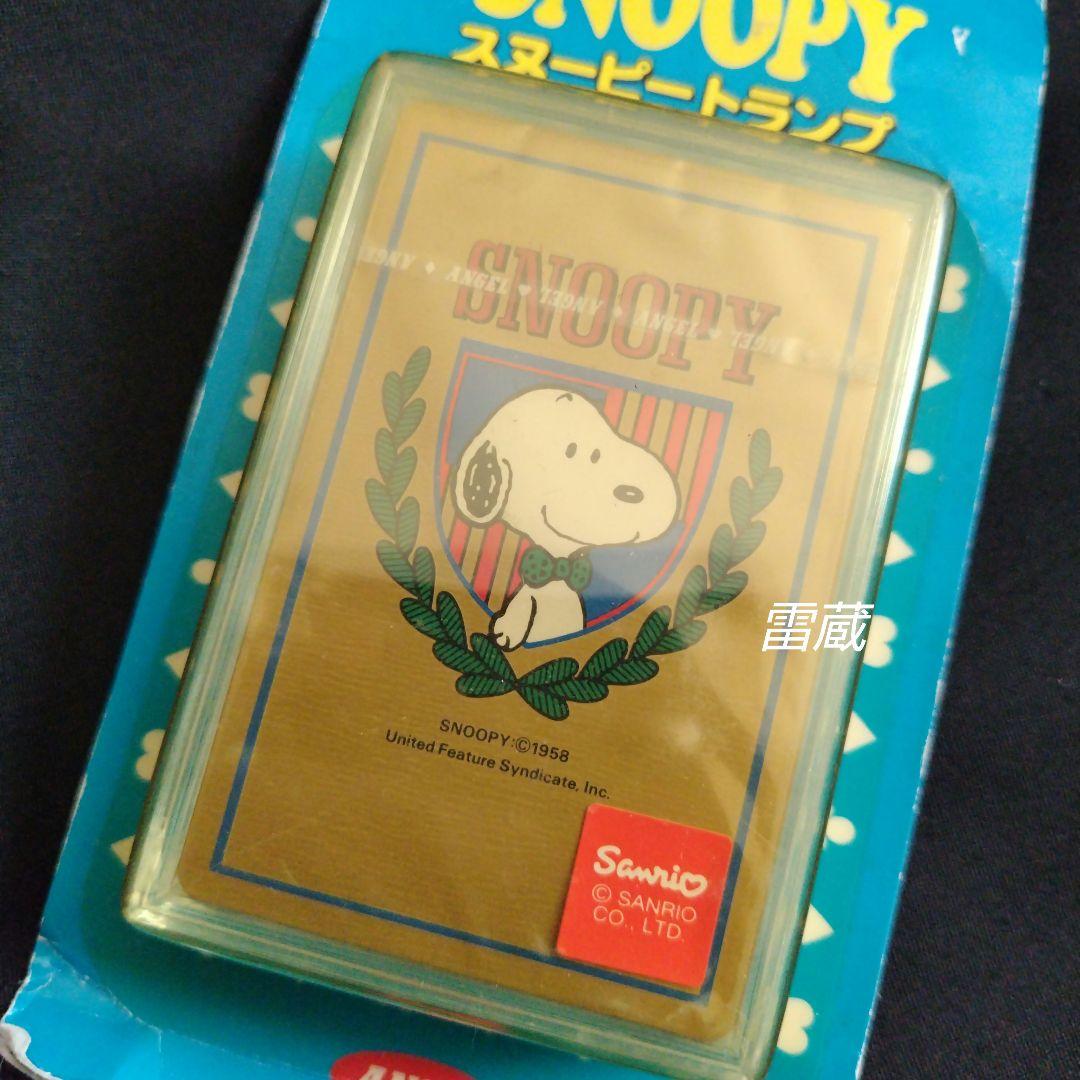 SNOOPY
スヌーピートランプ
SNOOPY
ANGEL ♦ ANGEL ♦ ANGEL ♦ ANGEL ♦ ANGEL
雷蔵
SNOOPY:©1958
United Feature Syndicate, Inc.
Sanrio
© SANRIO
CO., LTD.